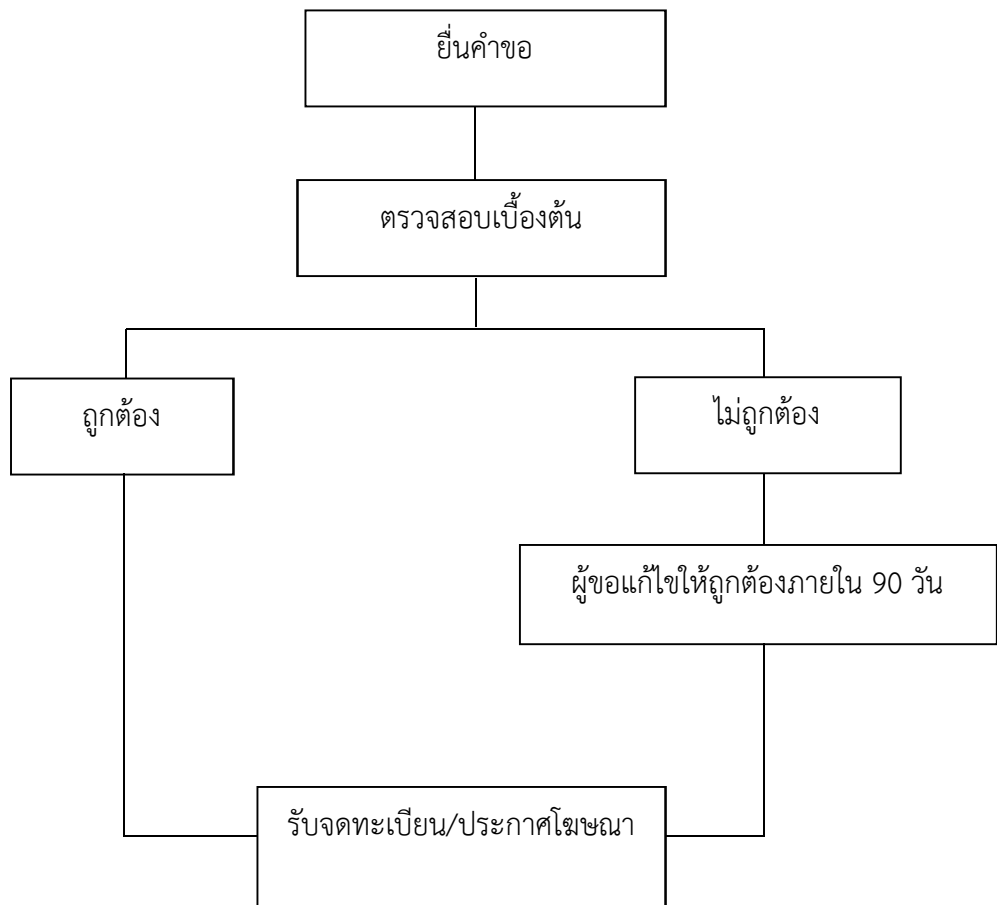 ยื่นคำขอ
ตรวจสอบเบื้องต้น
ถูกต้อง
ไม่ถูกต้อง
ผู้ขอแก้ไขให้ถูกต้องภายใน 90 วัน
รับจดทะเบียน/ประกาศโฆษณา